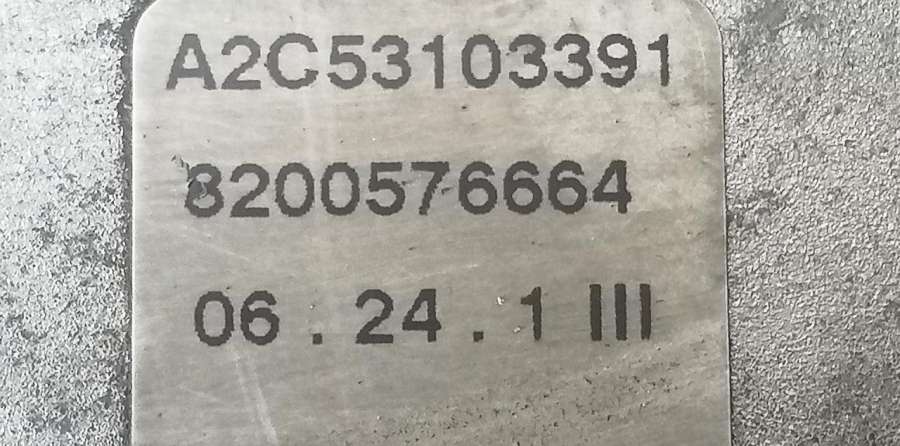 A2C53103391
8200576664
06 . 24 . 1 III